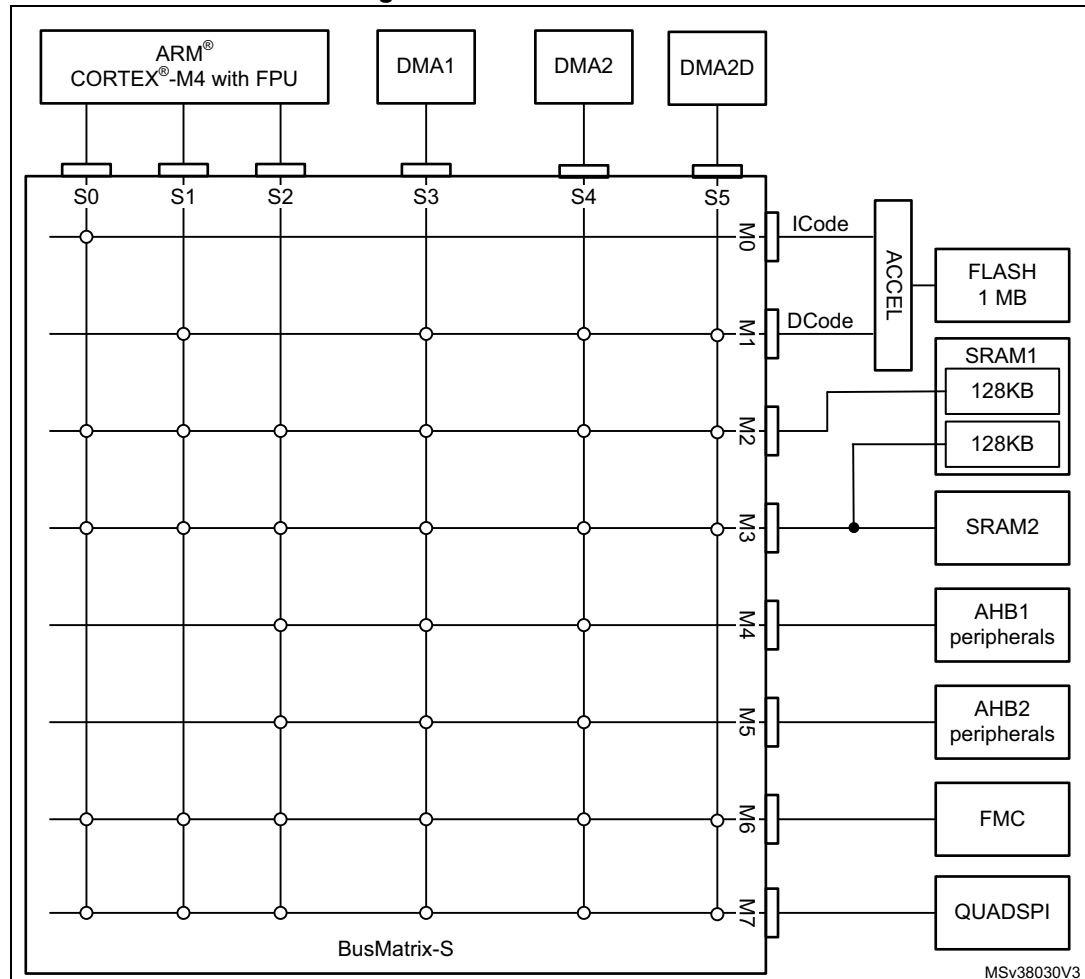 ARM®
CORTEX®-M4 with FPU
DMA1
DMA2
DMA2D
S0
S1
S2
S3
S4
S5
M0
ICode
ACCEL
FLASH
1 MB
M1
DCode
SRAM1
128KB
M2
128KB
M3
SRAM2
M4
AHB1
peripherals
M5
AHB2
peripherals
M6
FMC
M7
QUADSPI
BusMatrix-S
MSv38030V3